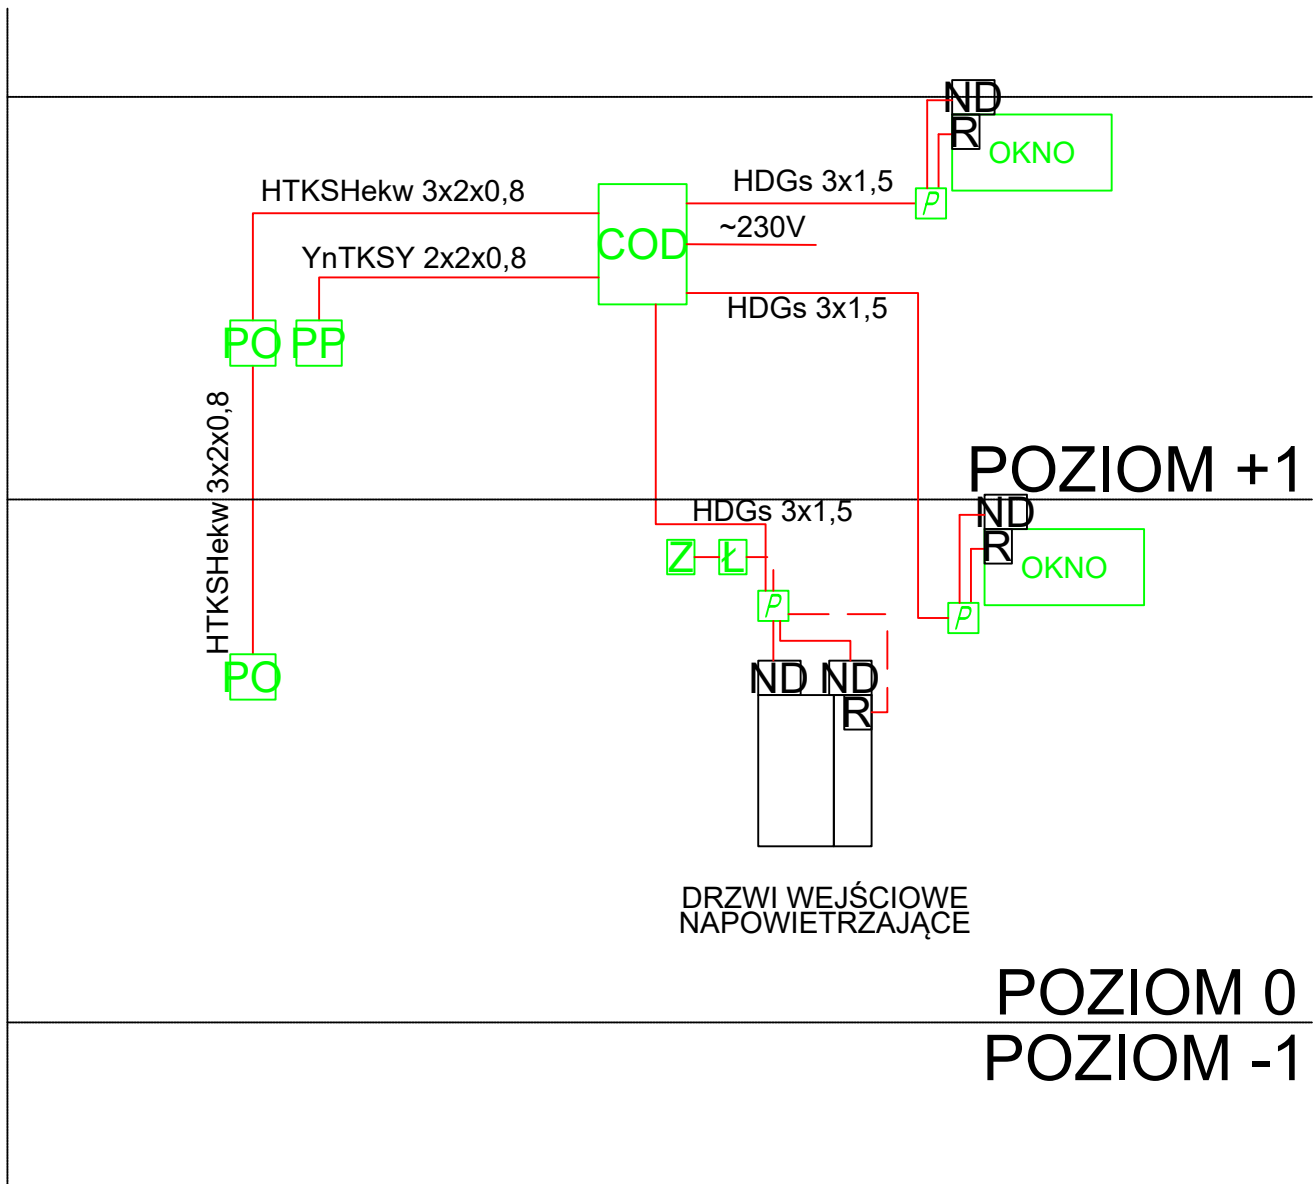 ND
R
OKNO
HTKSHekw 3x2x0,8
HDGs 3x1,5
P
COD
~230V
YnTKSY 2x2x0,8
HDGs 3x1,5
PO
PP
HTKSHekw 3x2x0,8
POZIOM +1
HDGs 3x1,5
ND
R
OKNO
Z
Ł
P
P
PO
ND
ND
R
DRZWI WEJŚCIOWE
NAPOWIETRZAJĄCE
POZIOM 0
POZIOM -1